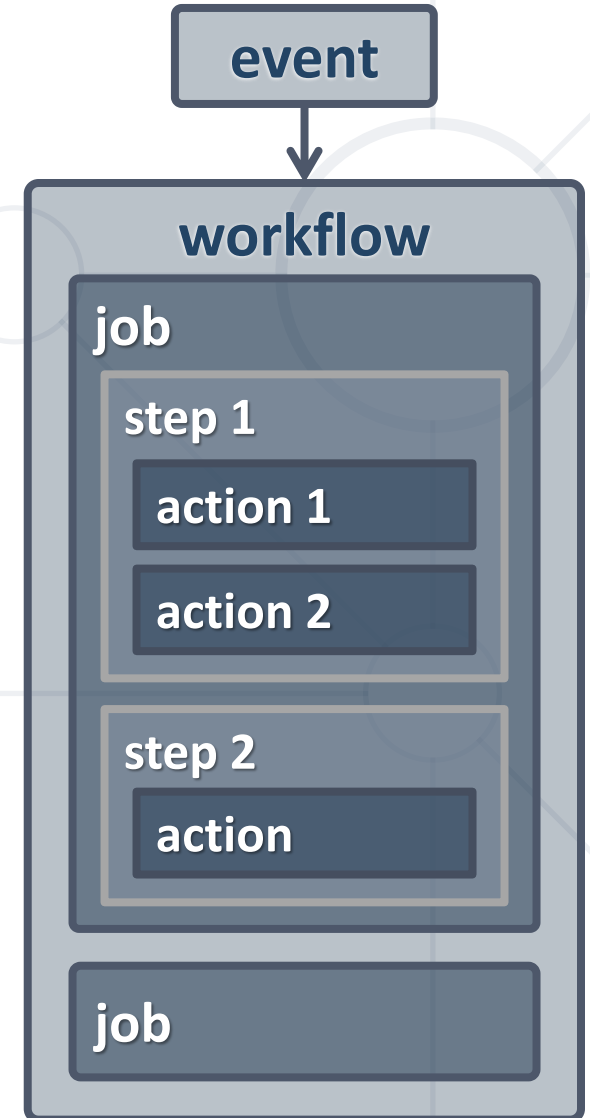 event
workflow
job
step 1
action 1
action 2
step 2
action
job